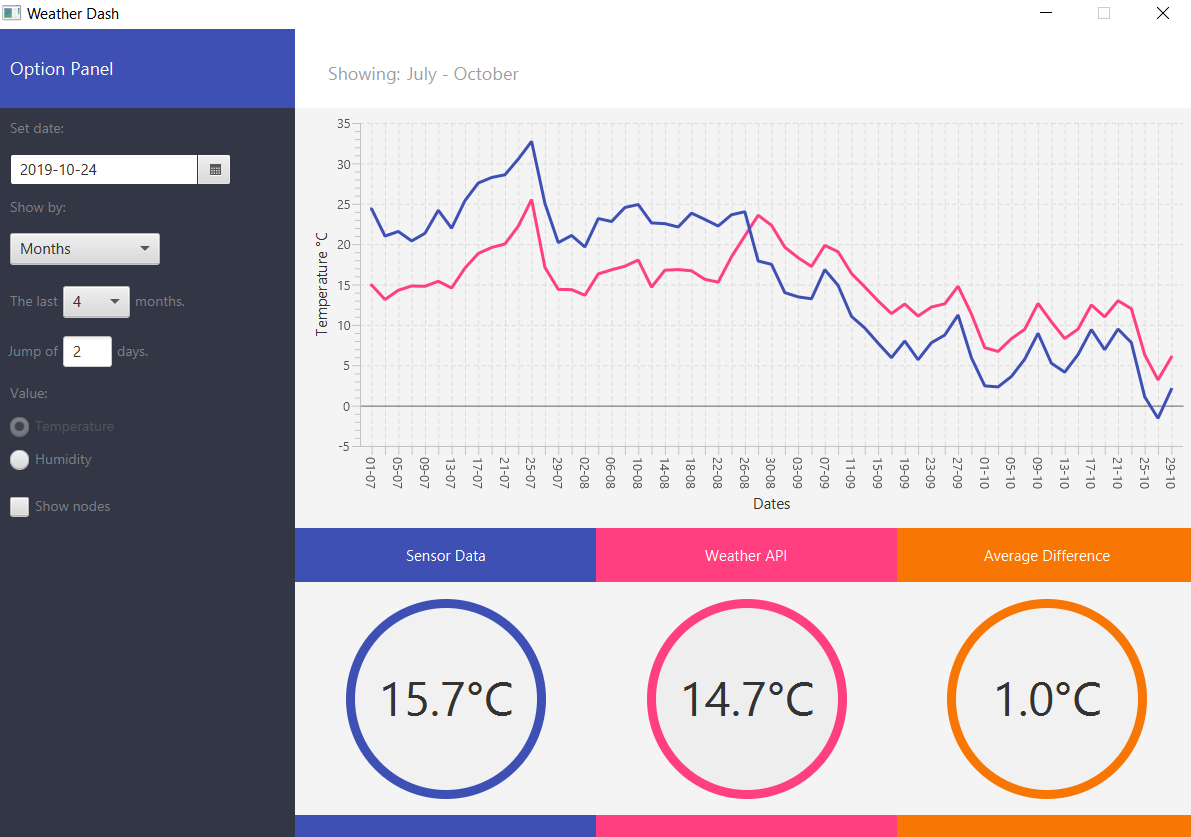 Weather Dash
Option Panel
Showing: July - October
Set date:
2019-10-24
Show by:
Months
The last 4 months.
Jump of 2 days.
Value:
Temperature
Humidity
Show nodes
Temperature °C
35
30
25
20
15
10
5
0
-5
01-07 05-07 09-07 13-07 17-07 21-07 25-07 29-07 02-08 06-08 10-08 14-08 18-08 22-08 26-08 30-08 03-09 07-09 11-09 15-09 19-09 23-09 27-09 01-10 05-10 09-10 13-10 17-10 21-10 25-10 29-10
Dates
Sensor Data Weather API Average Difference
15.7°C 14.7°C 1.0°C